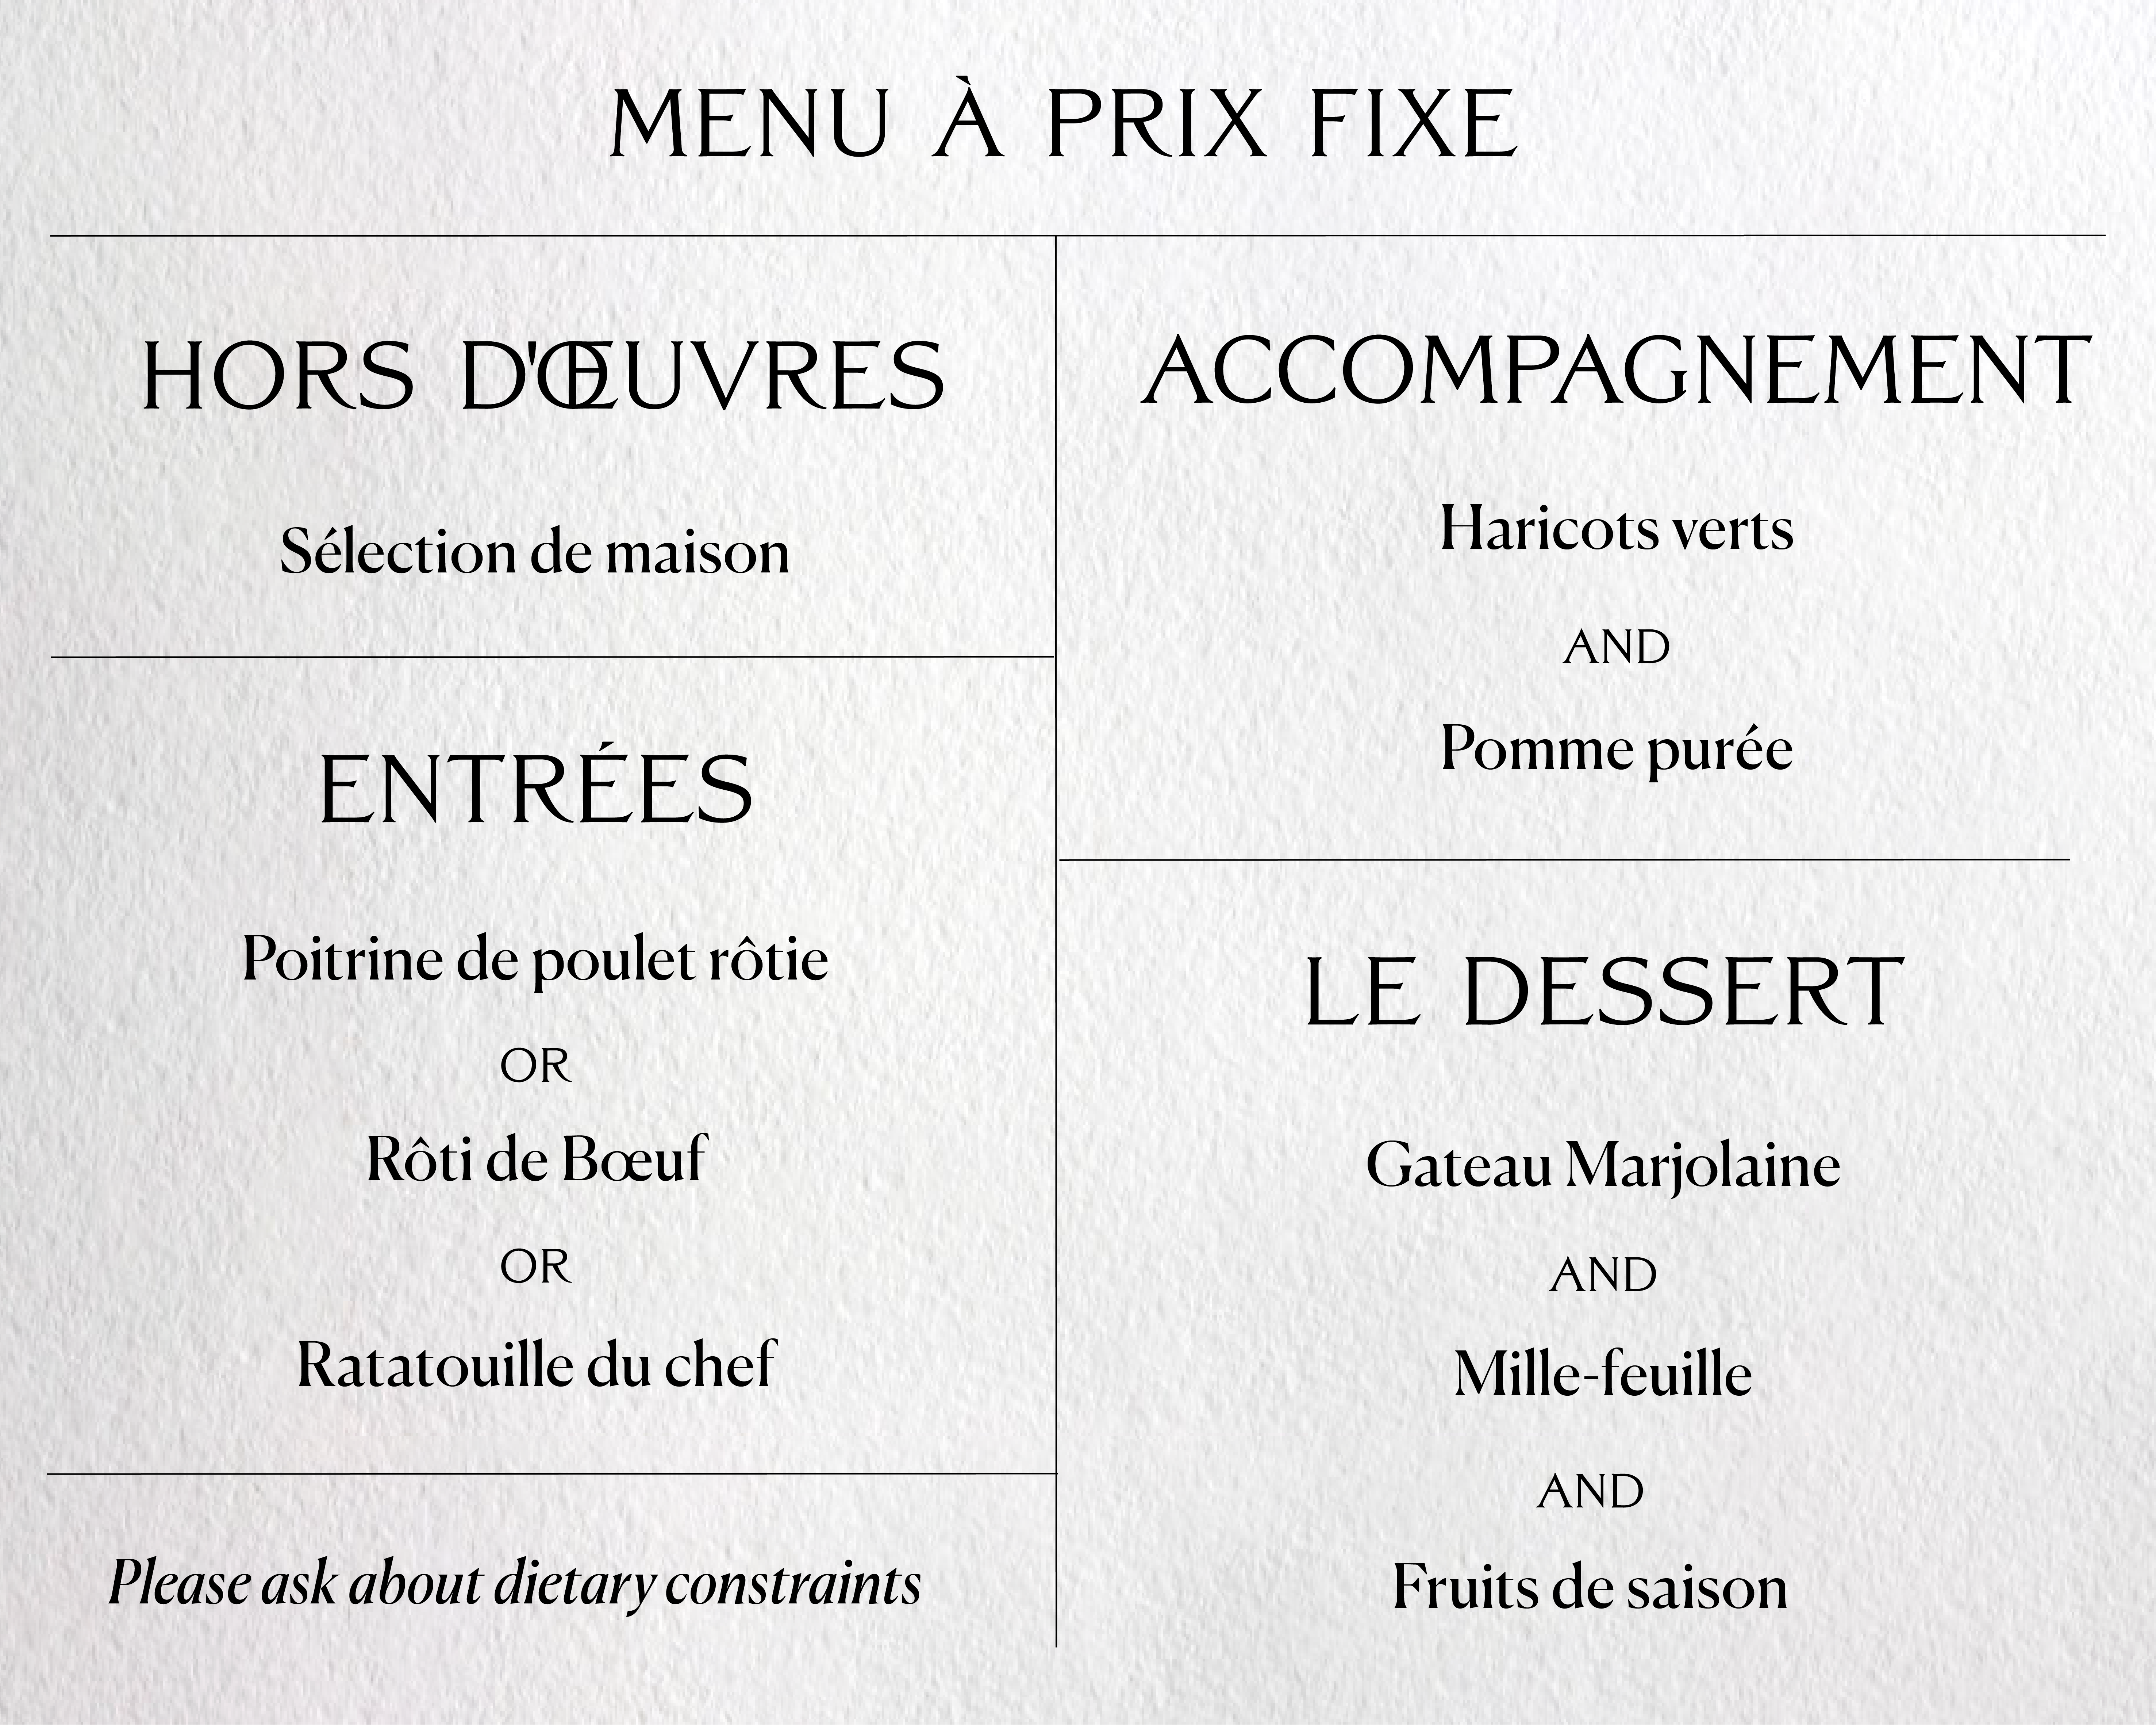 MENU À PRIX FIXE
HORS D'ŒUVRES
Sélection de maison
ENTRÉES
Poitrine de poulet rôtie
OR
Rôti de Bœuf
OR
Ratatouille du chef
Please ask about dietary constraints
ACCOMPAGNEMENT
Haricots verts
AND
Pomme purée
LE DESSERT
Gateau Marjolaine
AND
Mille-feuille
AND
Fruits de saison